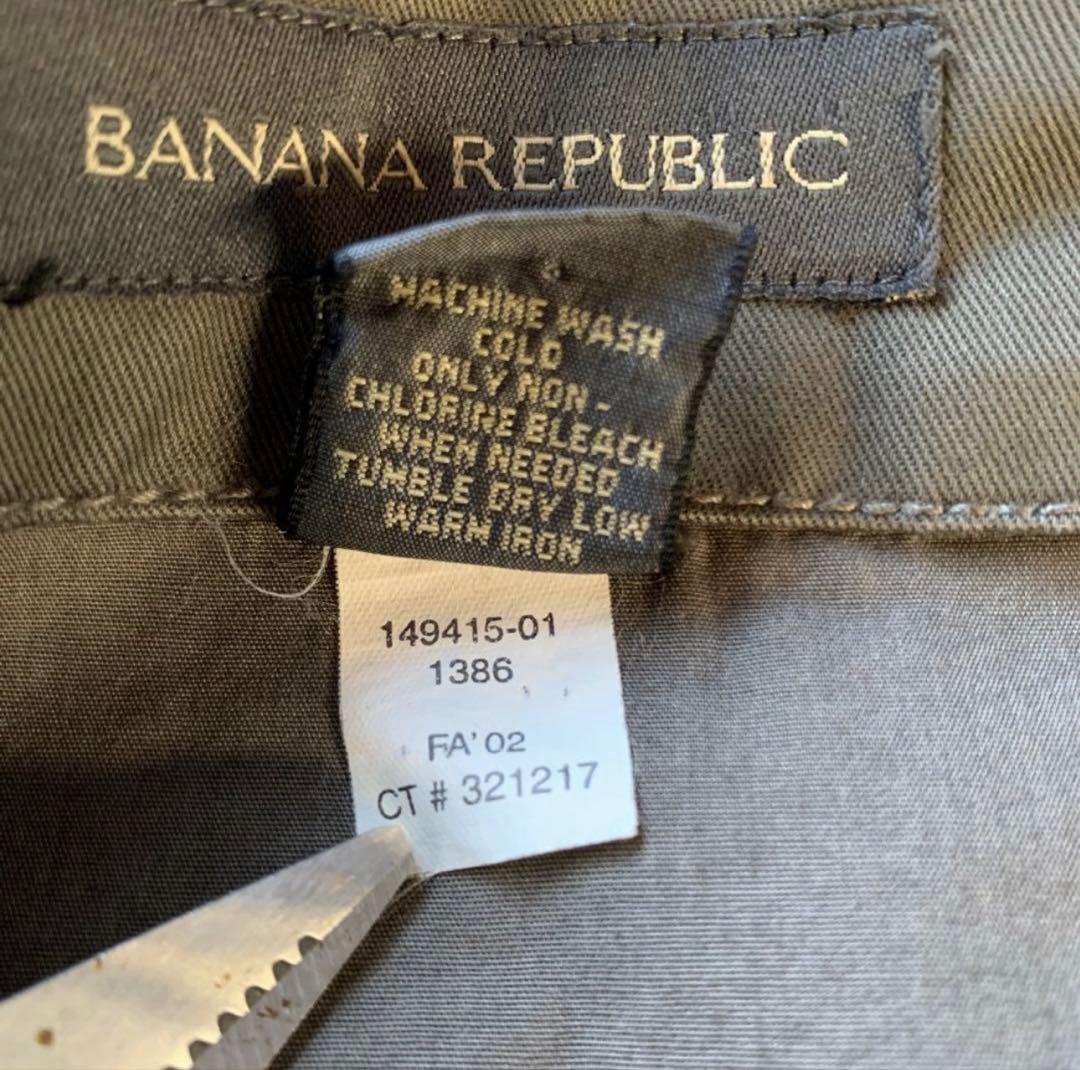 BANANA REPUBLIC
MACHINE WASH
COLD
ONLY NON-
CHLORINE BLEACH
WHEN NEEDED
TUMBLE DRY LOW
WARM IRON
149415-01
1386
FA'02
CT # 321217